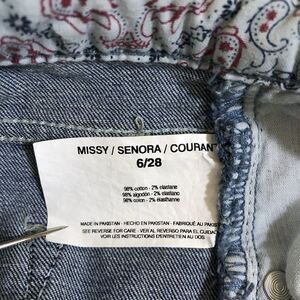 MISSY / SENORA / COURANT
6/28
98% cotton - 2% elastane
98% algodón - 2% elastano
98% coton - 2% élasthanne
MADE IN PAKISTAN - HECHO EN PAKISTAN - FABRIQUÉ AU PAKIS
SEE REVERSE FOR CARE - VER AL REVERSO PARA EL CUIDADO
VOIR LES INSTRUCTIONS D'ENTRETIEN AU DOS